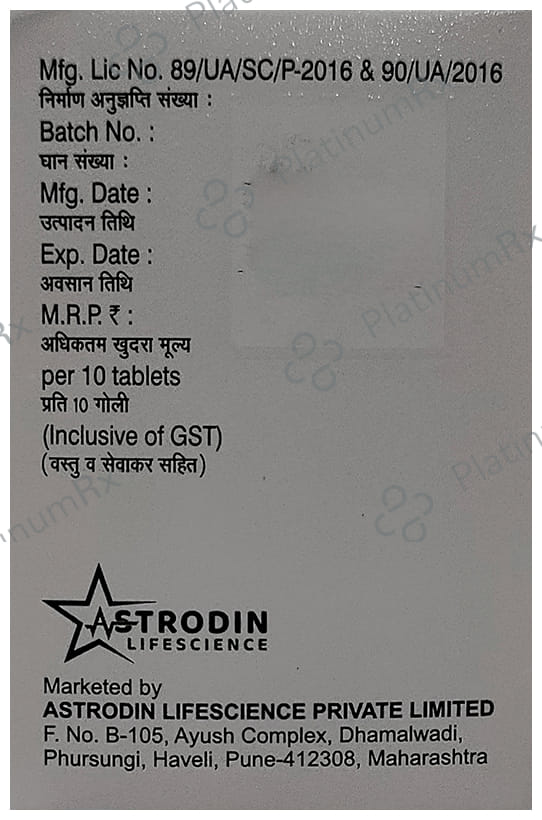 Mfg. Lic No. 89/UA/SC/P-2016 & 90/UA/2016
निर्माण अनुज्ञप्ति संख्या :
Batch No. :
घान संख्या :
Mfg. Date :
उत्पादन तिथि
Exp. Date :
अवसान तिथि
M.R.P. ₹ :
अधिकतम खुदरा मूल्य
per 10 tablets
प्रति 10 गोली
(Inclusive of GST)
(वस्तु व सेवाकर सहित)
ASTRODIN
LIFESCIENCE
Marketed by
ASTRODIN LIFESCIENCE PRIVATE LIMITED
F. No. B-105, Ayush Complex, Dhamalwadi,
Phursungi, Haveli, Pune-412308, Maharashtra
PlatinumRx
PlatinumRx